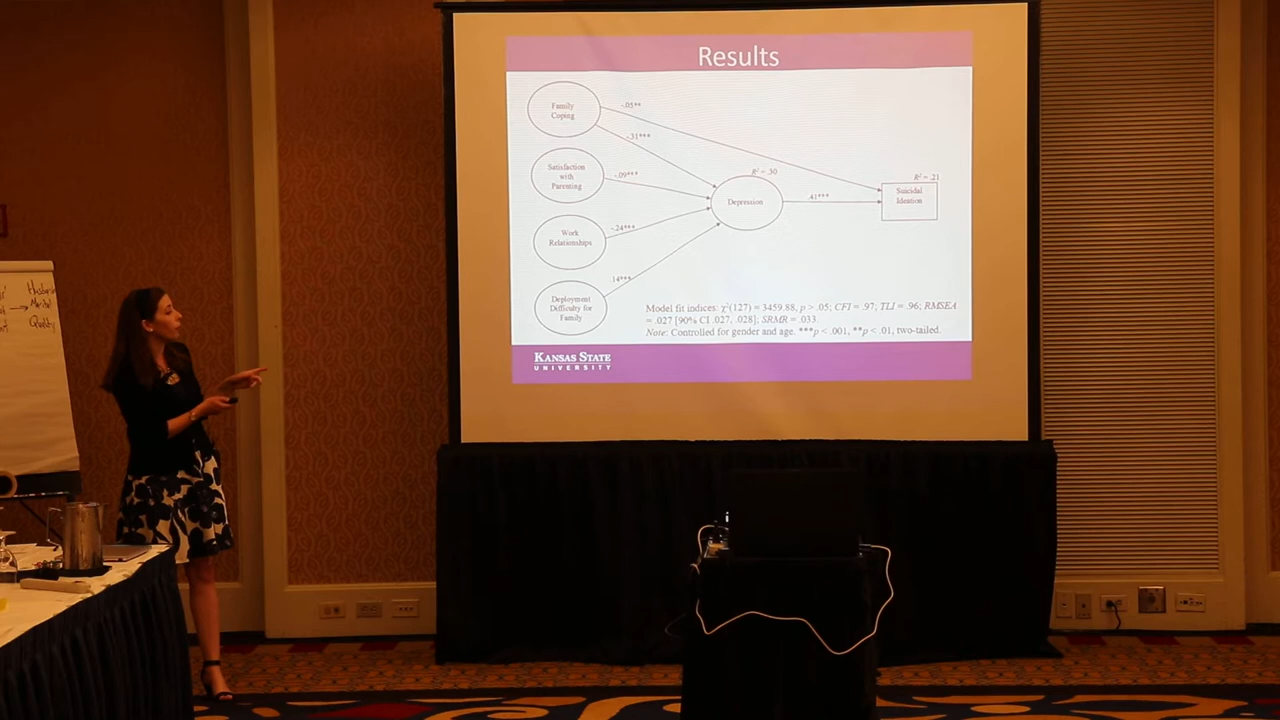 Results
Family
Coping
-.05**
-.31***
Satisfaction
with
Parenting
-.09***
R² = .30
Depression
.41***
R² = .21
Suicidal
Idention
Work
Relationships
-.24***
.14***
Deployment
Difficulty for
Family
Model fit indices: χ²(127) = 3459.88, p > .05; CFI = .97; TLI = .96; RMSEA
= .027 [90% CI .027, .028]; SRMR = .033
Note: Controlled for gender and age. ***p < .001, **p < .01, two-tailed.
KANSAS STATE
UNIVERSITY
Quality